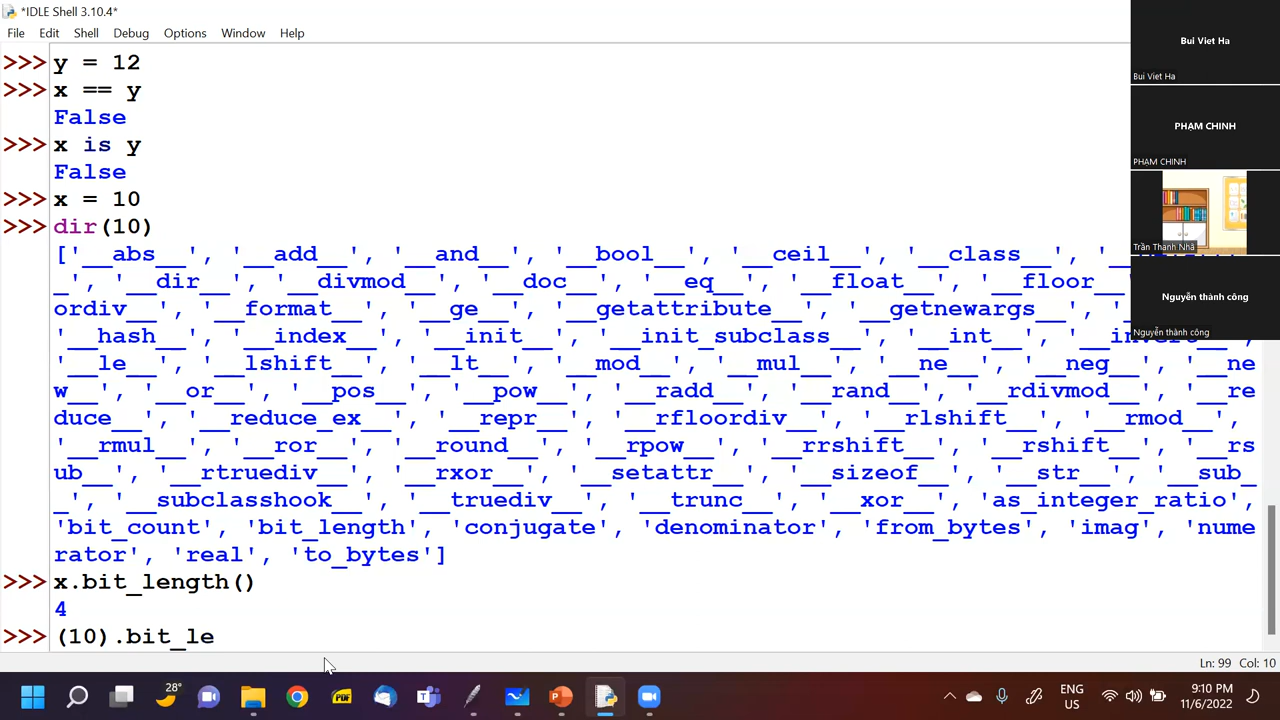 *IDLE Shell 3.10.4*
File Edit Shell Debug Options Window Help
>>> y = 12
>>> x == y
False
>>> x is y
False
>>> x = 10
>>> dir(10)
['__abs__', '__add__', '__and__', '__bool__', '__ceil__', '__class__', '__
_', '__dir__', '__divmod__', '__doc__', '__eq__', '__float__', '__floor__
ordiv__', '__format__', '__ge__', '__getattribute__', '__getnewargs__',
'__hash__', '__index__', '__init__', '__init_subclass__', '__int__', '__invert__',
'__le__', '__lshift__', '__lt__', '__mod__', '__mul__', '__ne__', '__neg__', '__ne
w__', '__or__', '__pos__', '__pow__', '__radd__', '__rand__', '__rdivmod__', '__re
duce__', '__reduce_ex__', '__repr__', '__rfloordiv__', '__rlshift__', '__rmod__',
'__rmul__', '__ror__', '__round__', '__rpow__', '__rrshift__', '__rshift__', '__rs
ub__', '__rtruediv__', '__rxor__', '__setattr__', '__sizeof__', '__str__', '__sub_
_', '__subclasshook__', '__truediv__', '__trunc__', '__xor__', 'as_integer_ratio',
'bit_count', 'bit_length', 'conjugate', 'denominator', 'from_bytes', 'imag', 'nume
rator', 'real', 'to_bytes']
>>> x.bit_length()
4
>>> (10).bit_le
Bui Viet Ha
Bui Viet Ha
PHẠM CHINH
PHẠM CHINH
Trần Thanh Nhã
Nguyễn thành công
Nguyễn thành công
Ln: 99 Col: 10
28°
PDF
ENG
US
9:10 PM
11/6/2022